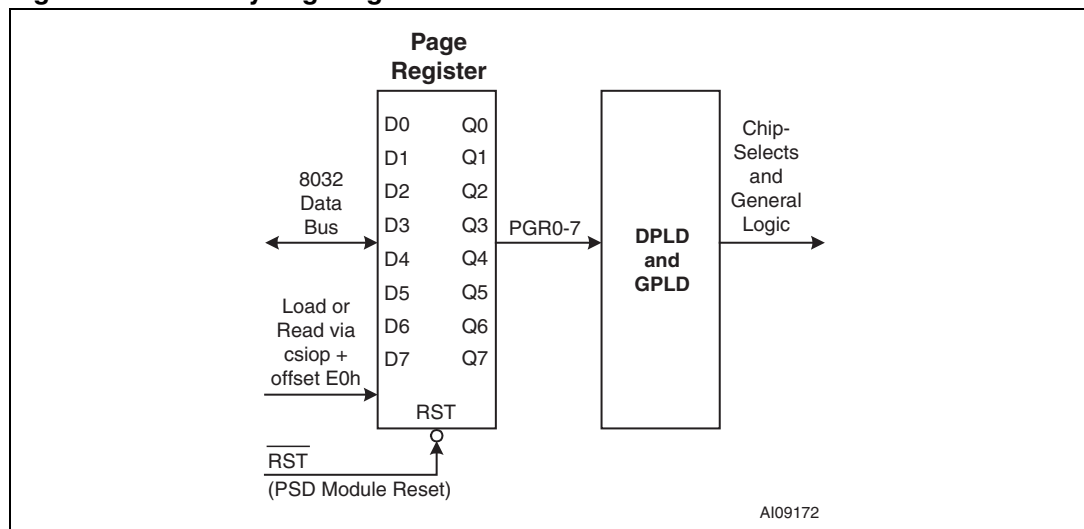 Page
Register
D0 Q0
D1 Q1
D2 Q2
D3 Q3
D4 Q4
D5 Q5
D6 Q6
D7 Q7
RST
8032
Data
Bus
Load or
Read via
csiop +
offset E0h
RST
(PSD Module Reset)
PGR0-7
DPLD
and
GPLD
Chip-
Selects
and
General
Logic
AI09172